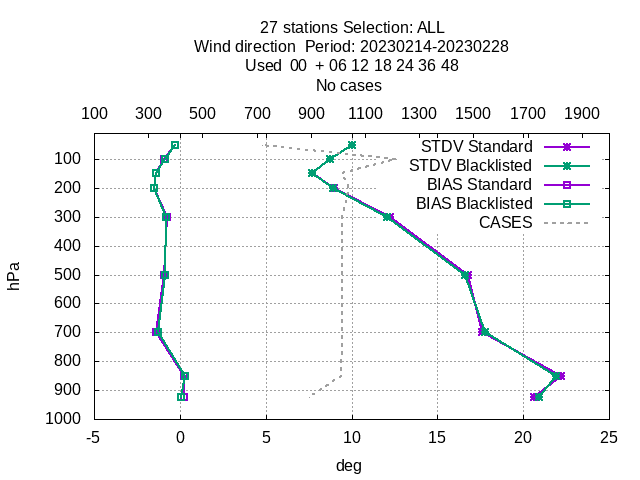 27 stations Selection: ALL
Wind direction  Period: 20230214-20230228
Used  00  + 06 12 18 24 36 48
No cases
100 300 500 700 900 1100 1300 1500 1700 1900
STDV Standard
STDV Blacklisted
BIAS Standard
BIAS Blacklisted
CASES
100
200
300
400
500
600
700
800
900
1000
hPa
-5 0 5 10 15 20 25
deg